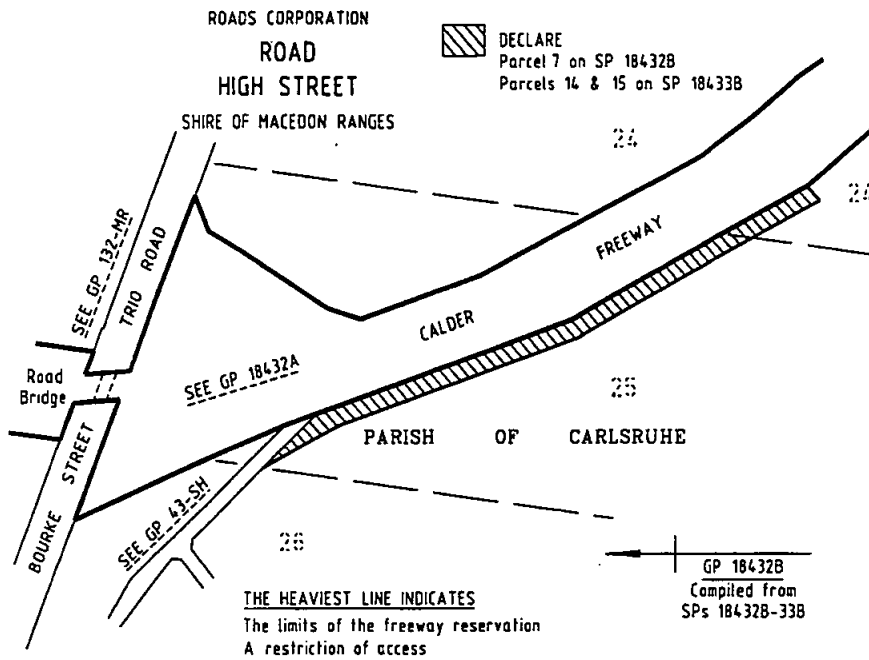 ROADS CORPORATION
ROAD
HIGH STREET
SHIRE OF MACEDON RANGES
DECLARE
Parcel 7 on SP 18432B
Parcels 14 & 15 on SP 18433B
24
24
SEE GP 132-MR
TRIO ROAD
FREEWAY
CALDER
Road
Bridge
SEE GP 18432A
25
PARISH OF CARLSRUHE
BOURKE STREET
SEE GP 43-SH
26
GP 18432B
Compiled from
SPs 18432B-33B
THE HEAVIEST LINE INDICATES
The limits of the freeway reservation
A restriction of access